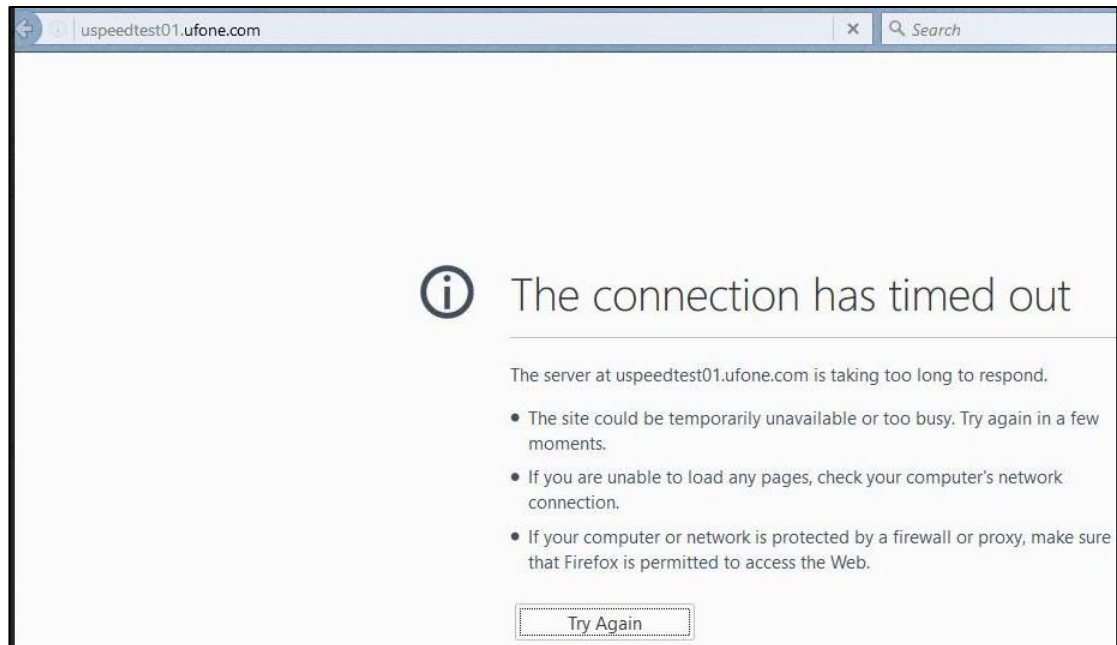 uspeedtest01.ufone.com
Search
The connection has timed out
The server at uspeedtest01.ufone.com is taking too long to respond.
• The site could be temporarily unavailable or too busy. Try again in a few
moments.
• If you are unable to load any pages, check your computer's network
connection.
• If your computer or network is protected by a firewall or proxy, make sure
that Firefox is permitted to access the Web.
Try Again